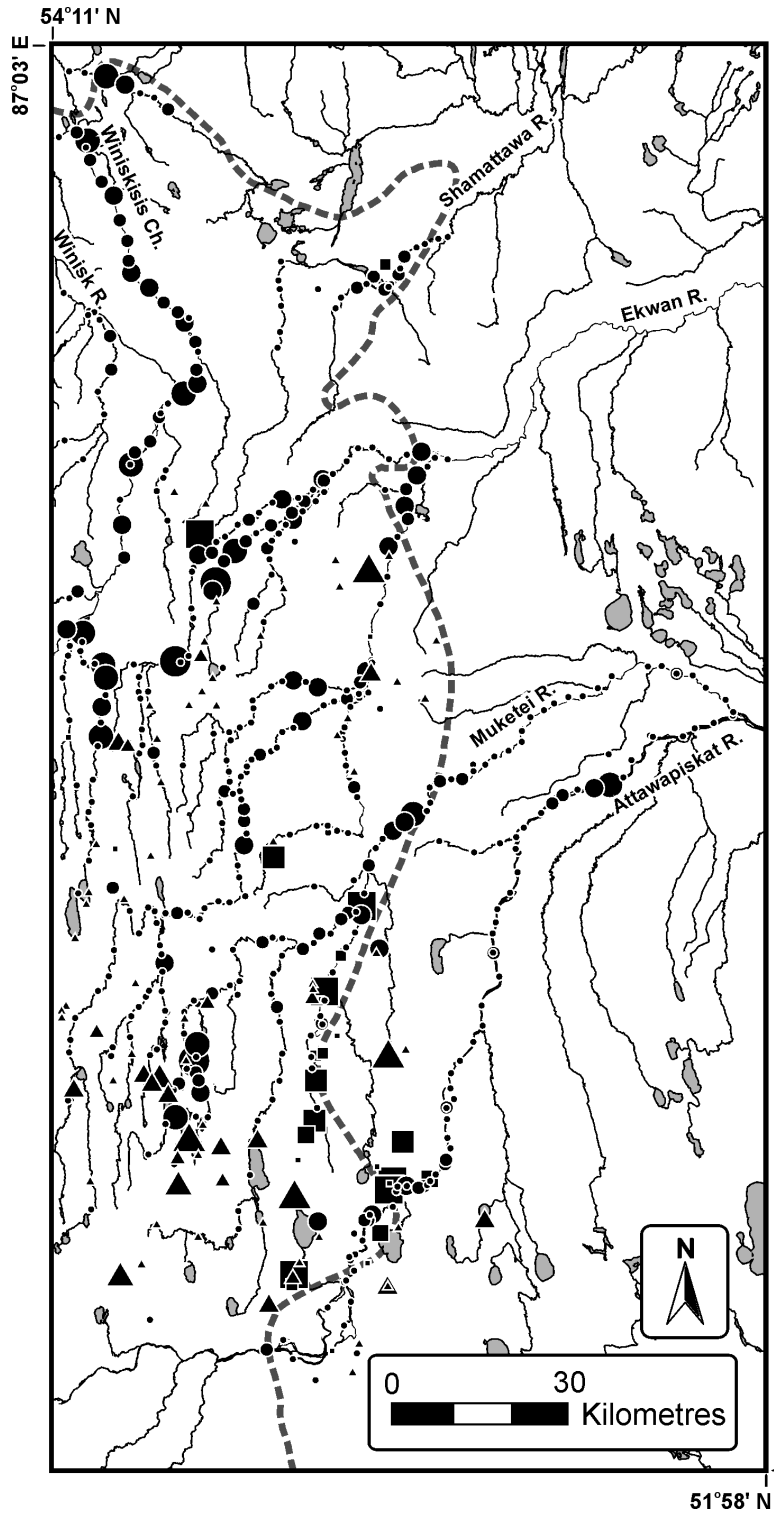 54°11' N
87°03' E
Winiskisis Ch.
Shamattawa R.
Winisk R.
Ekwan R.
Muketei R.
Attawapiskat R.
N
0 30
Kilometres
51°58' N